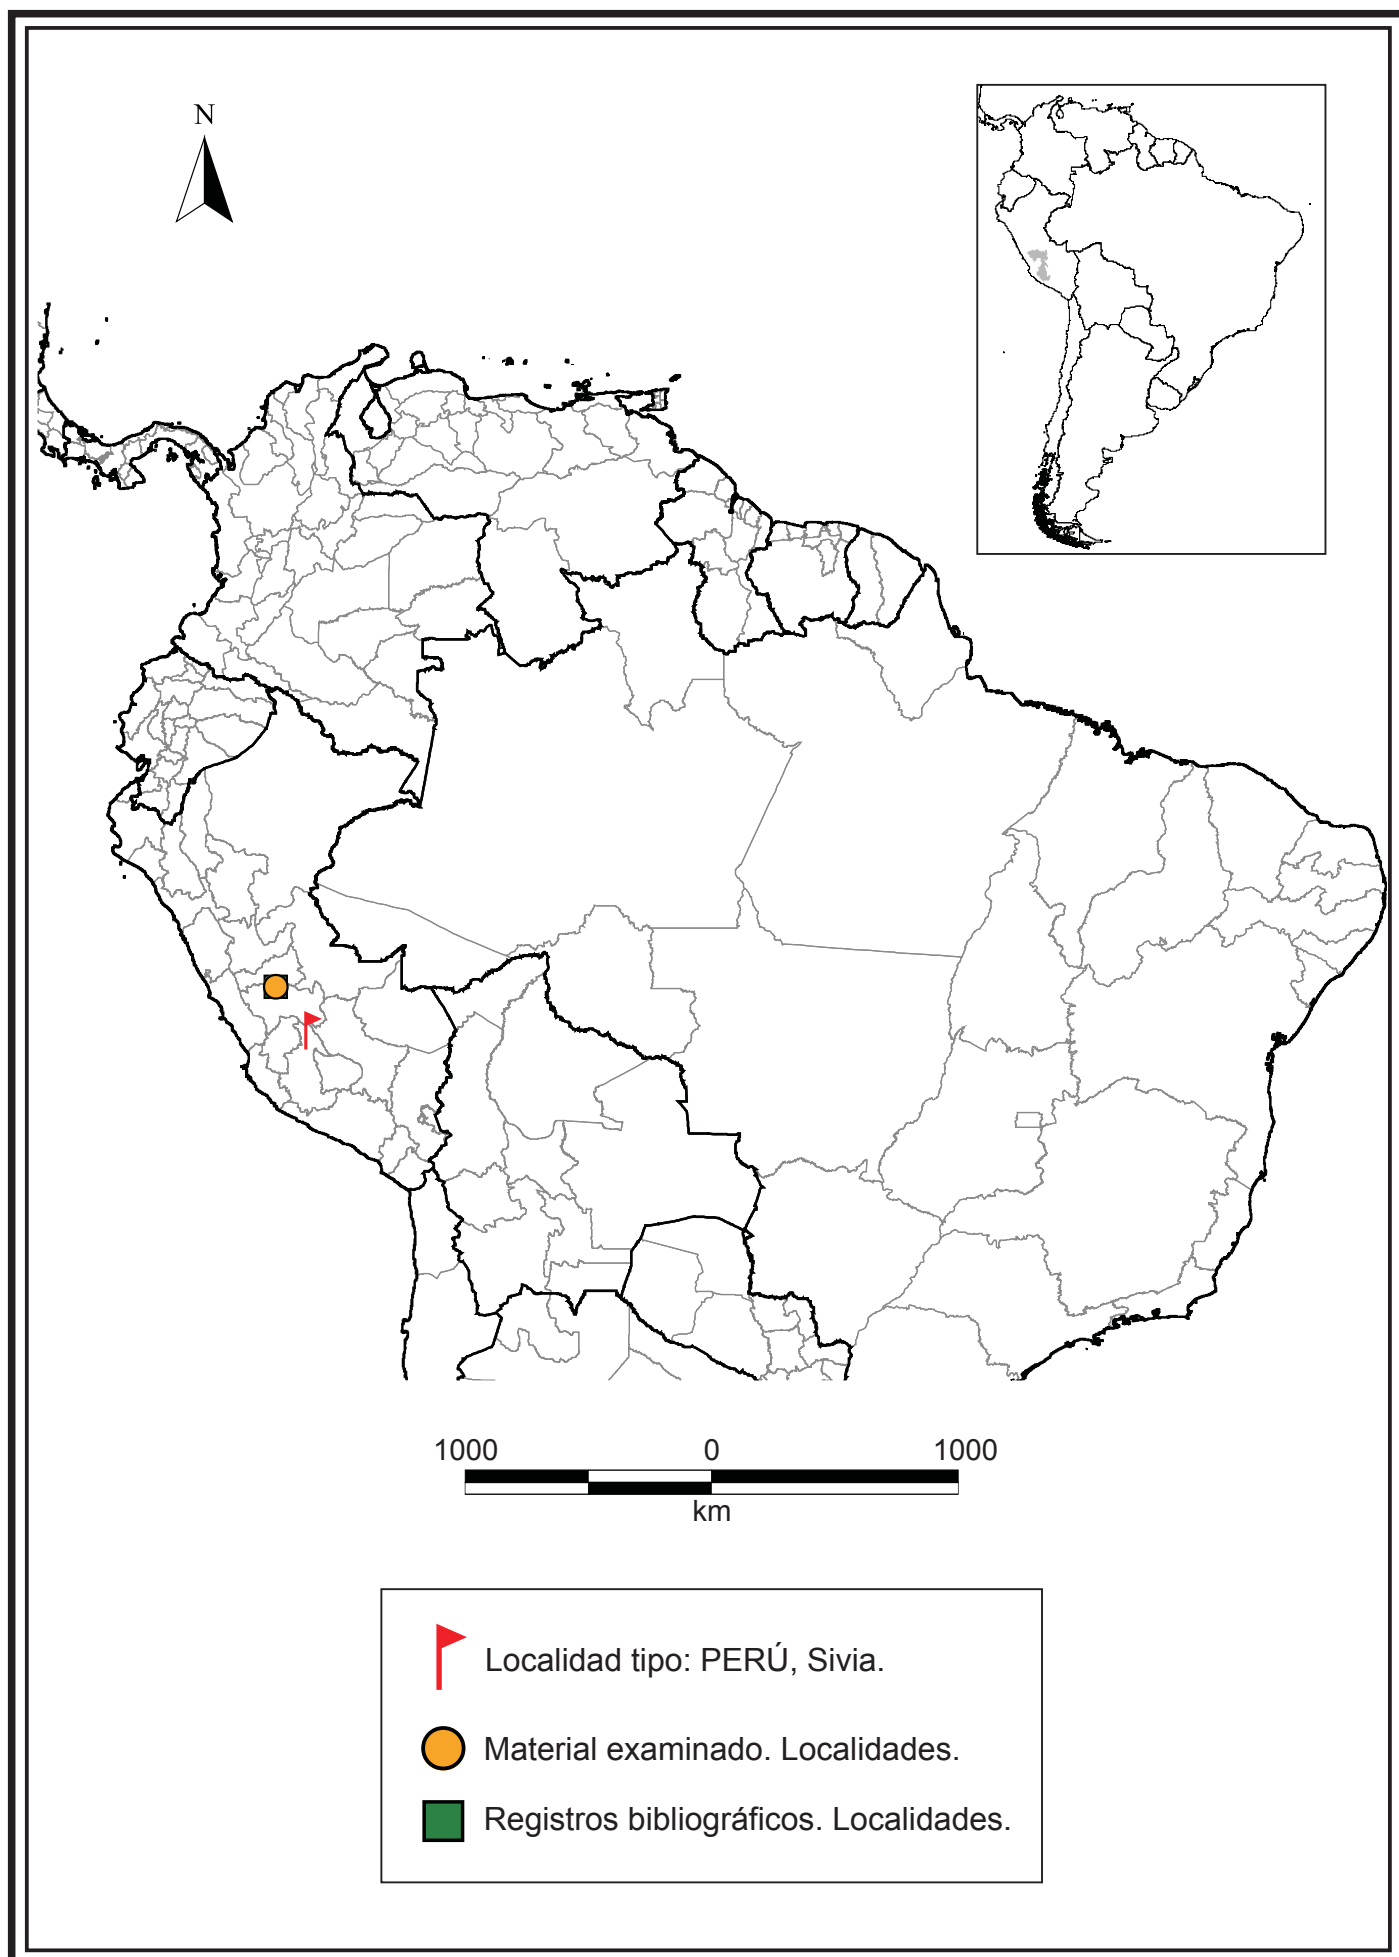 N
1000 0 1000
km
Localidad tipo: PERÚ, Sivia.
Material examinado. Localidades.
Registros bibliográficos. Localidades.